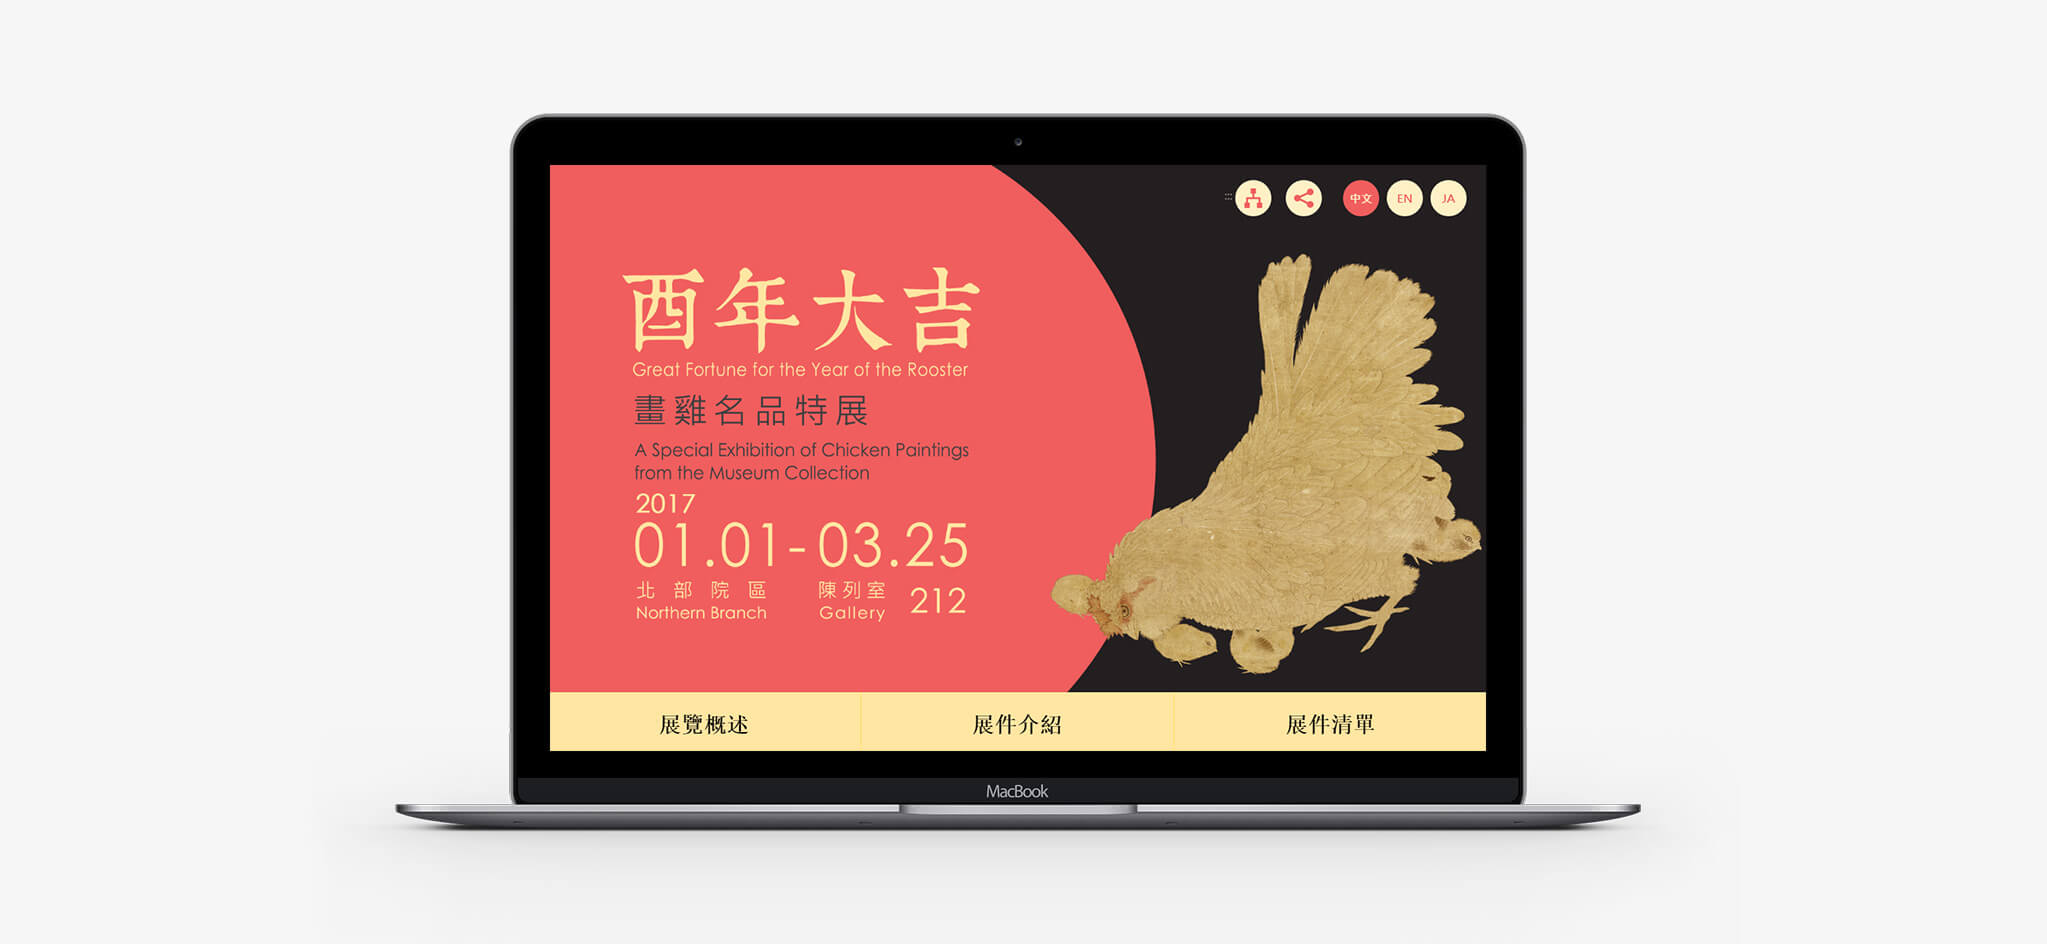 中文 EN JA
酉年大吉
Great Fortune for the Year of the Rooster
畫雞名品特展
A Special Exhibition of Chicken Paintings
from the Museum Collection
2017
01.01-03.25
北部院區 陳列室 212
Northern Branch Gallery
展覽概述 展件介紹 展件清單
MacBook